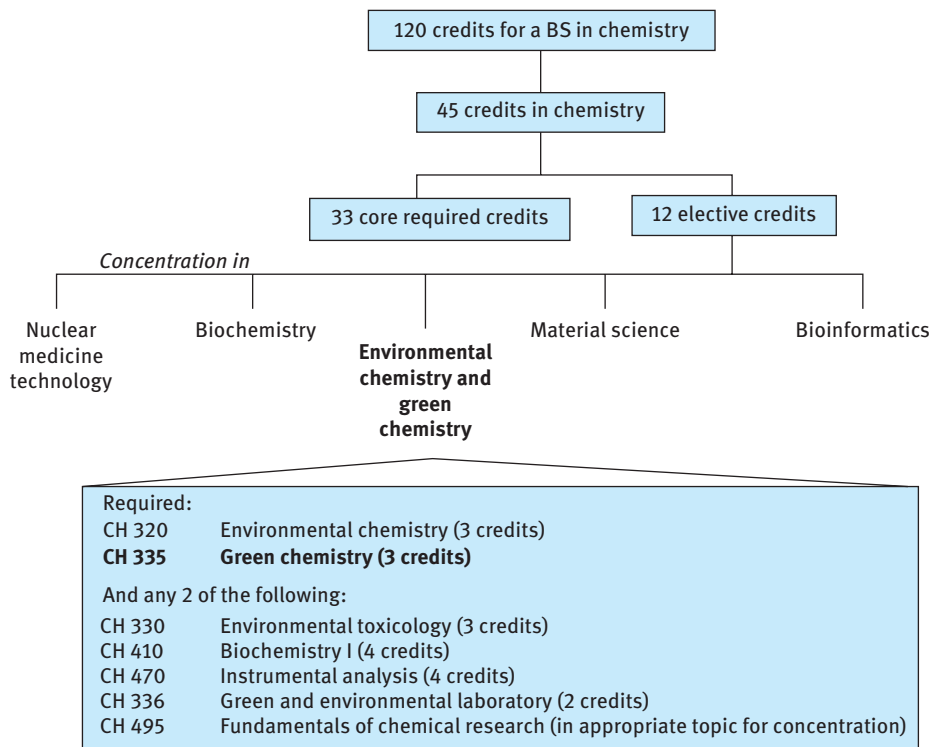 120 credits for a BS in chemistry
45 credits in chemistry
33 core required credits
12 elective credits
Concentration in
Nuclear
medicine
technology
Biochemistry
Environmental
chemistry and
green
chemistry
Material science
Bioinformatics
Required:
CH 320 Environmental chemistry (3 credits)
CH 335 Green chemistry (3 credits)
And any 2 of the following:
CH 330 Environmental toxicology (3 credits)
CH 410 Biochemistry I (4 credits)
CH 470 Instrumental analysis (4 credits)
CH 336 Green and environmental laboratory (2 credits)
CH 495 Fundamentals of chemical research (in appropriate topic for concentration)